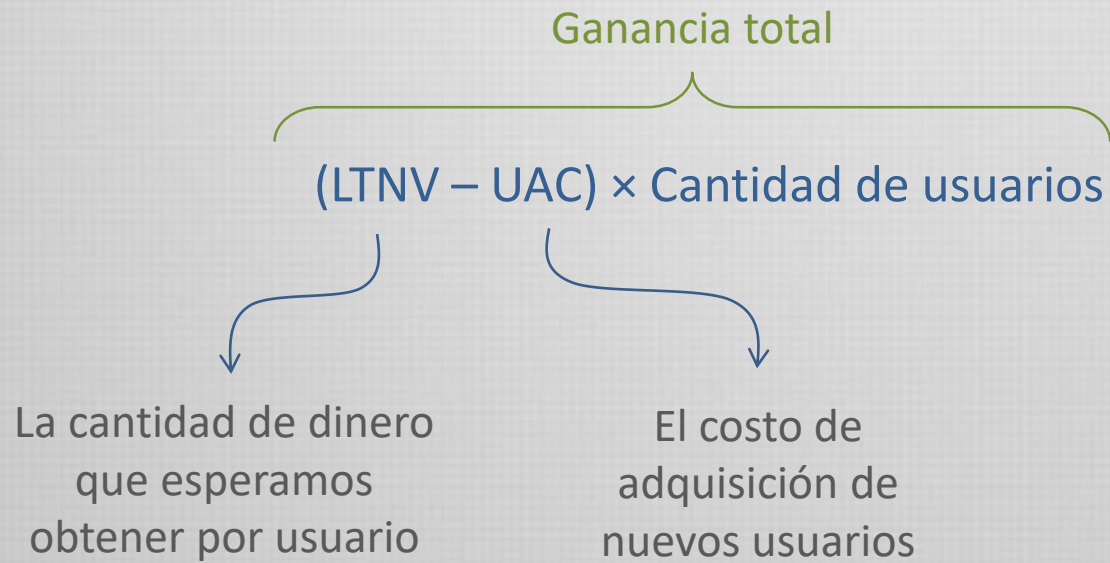 Ganancia total
(LTNV – UAC) × Cantidad de usuarios
La cantidad de dinero
que esperamos
obtener por usuario
El costo de
adquisición de
nuevos usuarios